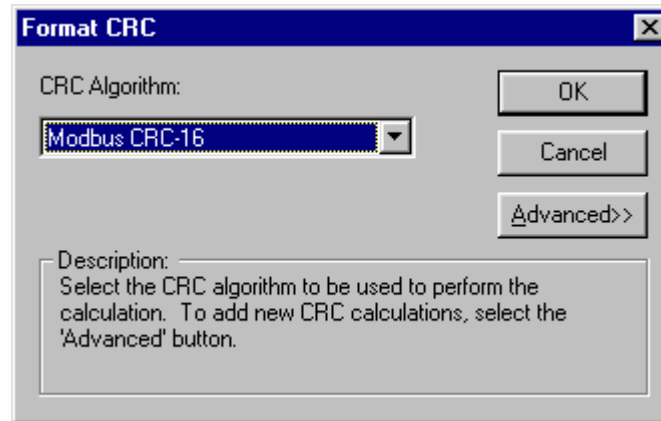 Format CRC
CRC Algorithm:
Modbus CRC-16
OK
Cancel
Advanced>>
Description:
Select the CRC algorithm to be used to perform the
calculation.  To add new CRC calculations, select the
'Advanced' button.